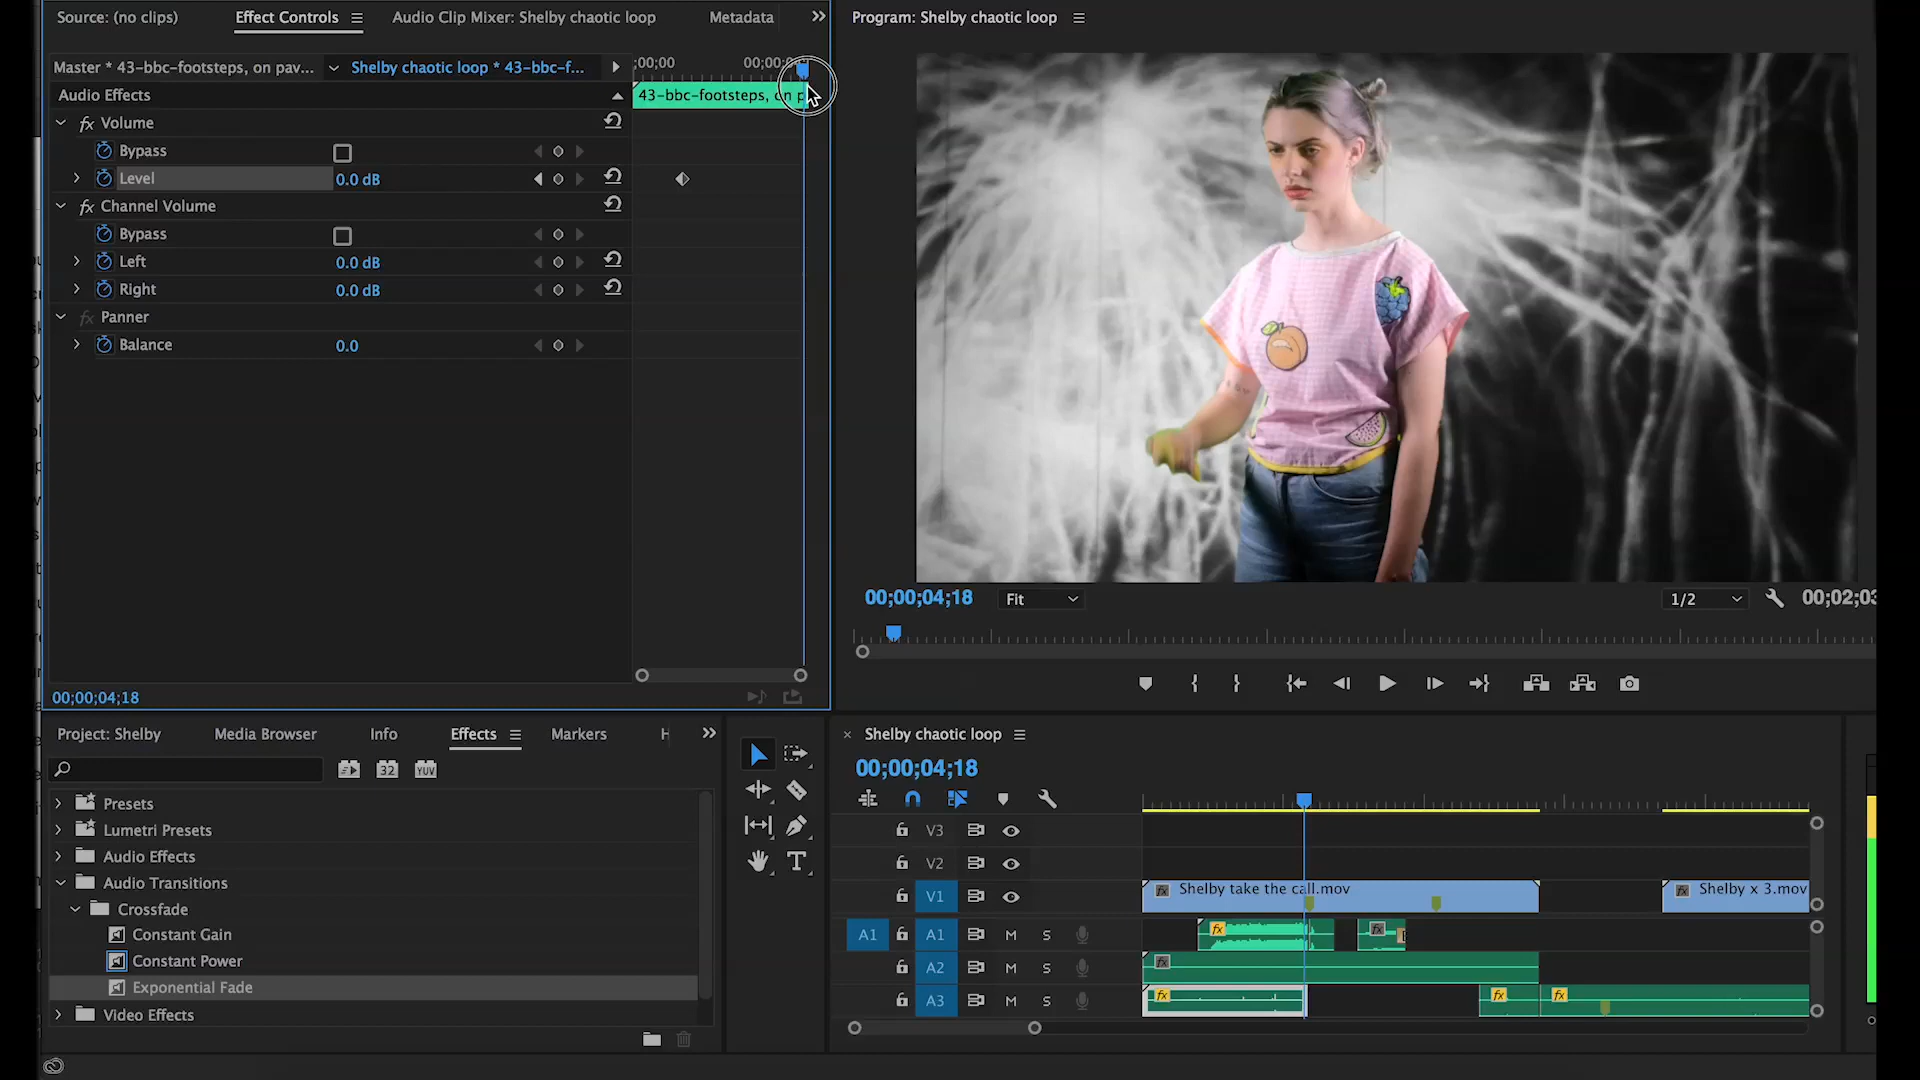 Source: (no clips)
Effect Controls
Audio Clip Mixer: Shelby chaotic loop
Metadata
Program: Shelby chaotic loop
Master * 43-bbc-footsteps, on pav...
Shelby chaotic loop * 43-bbc-f...
;00;00
Audio Effects
43-bbc-footsteps, on p
fx Volume
Bypass
Level
0.0 dB
fx Channel Volume
Bypass
Left
0.0 dB
Right
0.0 dB
fx Panner
Balance
0.0
00;00;04;18
Fit
1/2
00;02;03
00;00;04;18
Project: Shelby
Media Browser
Info
Effects
Markers
32
YUV
Presets
Lumetri Presets
Audio Effects
Audio Transitions
Crossfade
Constant Gain
Constant Power
Exponential Fade
Video Effects
Shelby chaotic loop
00;00;04;18
V3
V2
V1
fx Shelby take the call.mov
fx Shelby x 3.mov
A1
A1
M
S
fx
fx
A2
M
S
fx
A3
M
S
fx
fx
fx